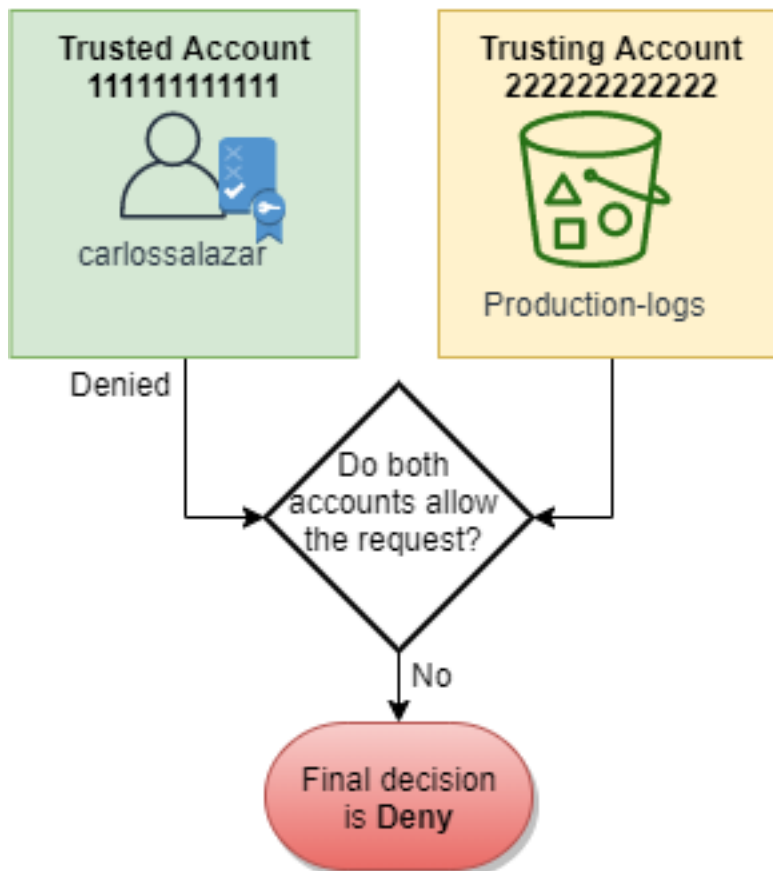 Trusted Account
111111111111
carlossalazar
Trusting Account
222222222222
Production-logs
Denied
Do both
accounts allow
the request?
No
Final decision
is Deny